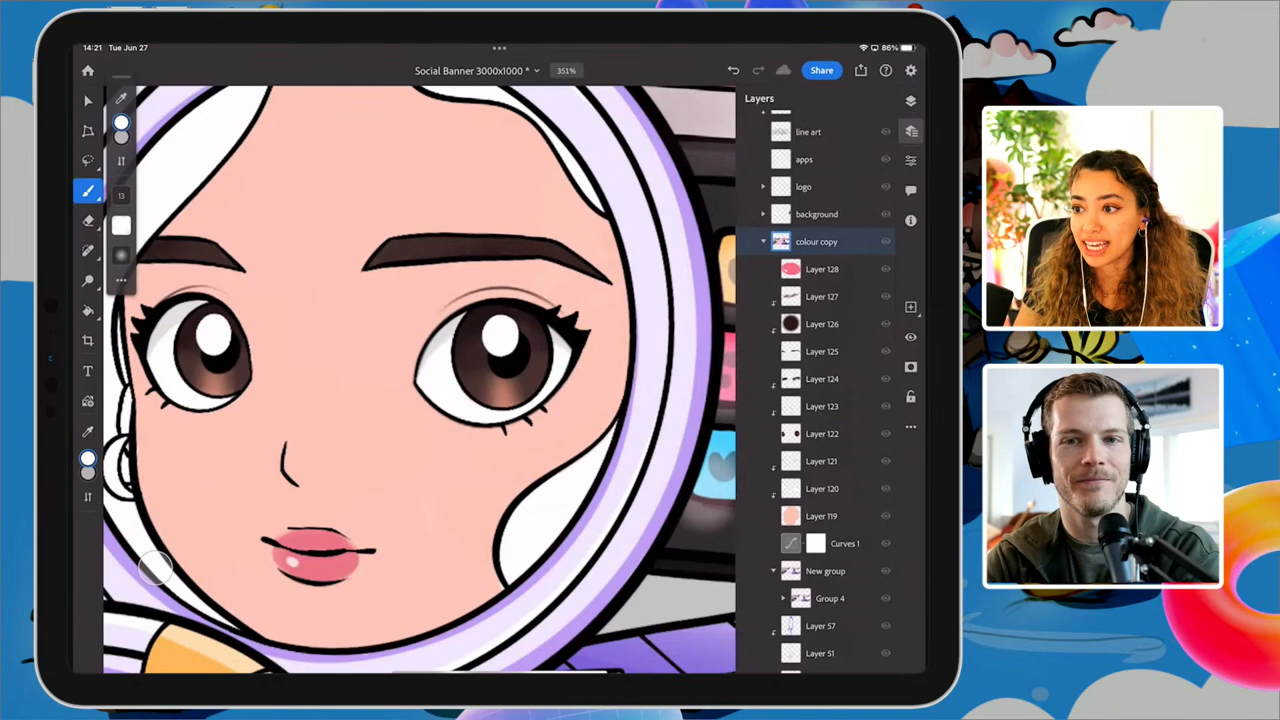 14:21 Tue Jun 27
86%
Social Banner 3000x1000 *
351%
Share
Layers
line art
apps
logo
background
colour copy
Layer 128
Layer 127
Layer 126
Layer 125
Layer 124
Layer 123
Layer 122
Layer 121
Layer 120
Layer 119
Curves 1
New group
Group 4
Layer 57
Layer 51
13
T